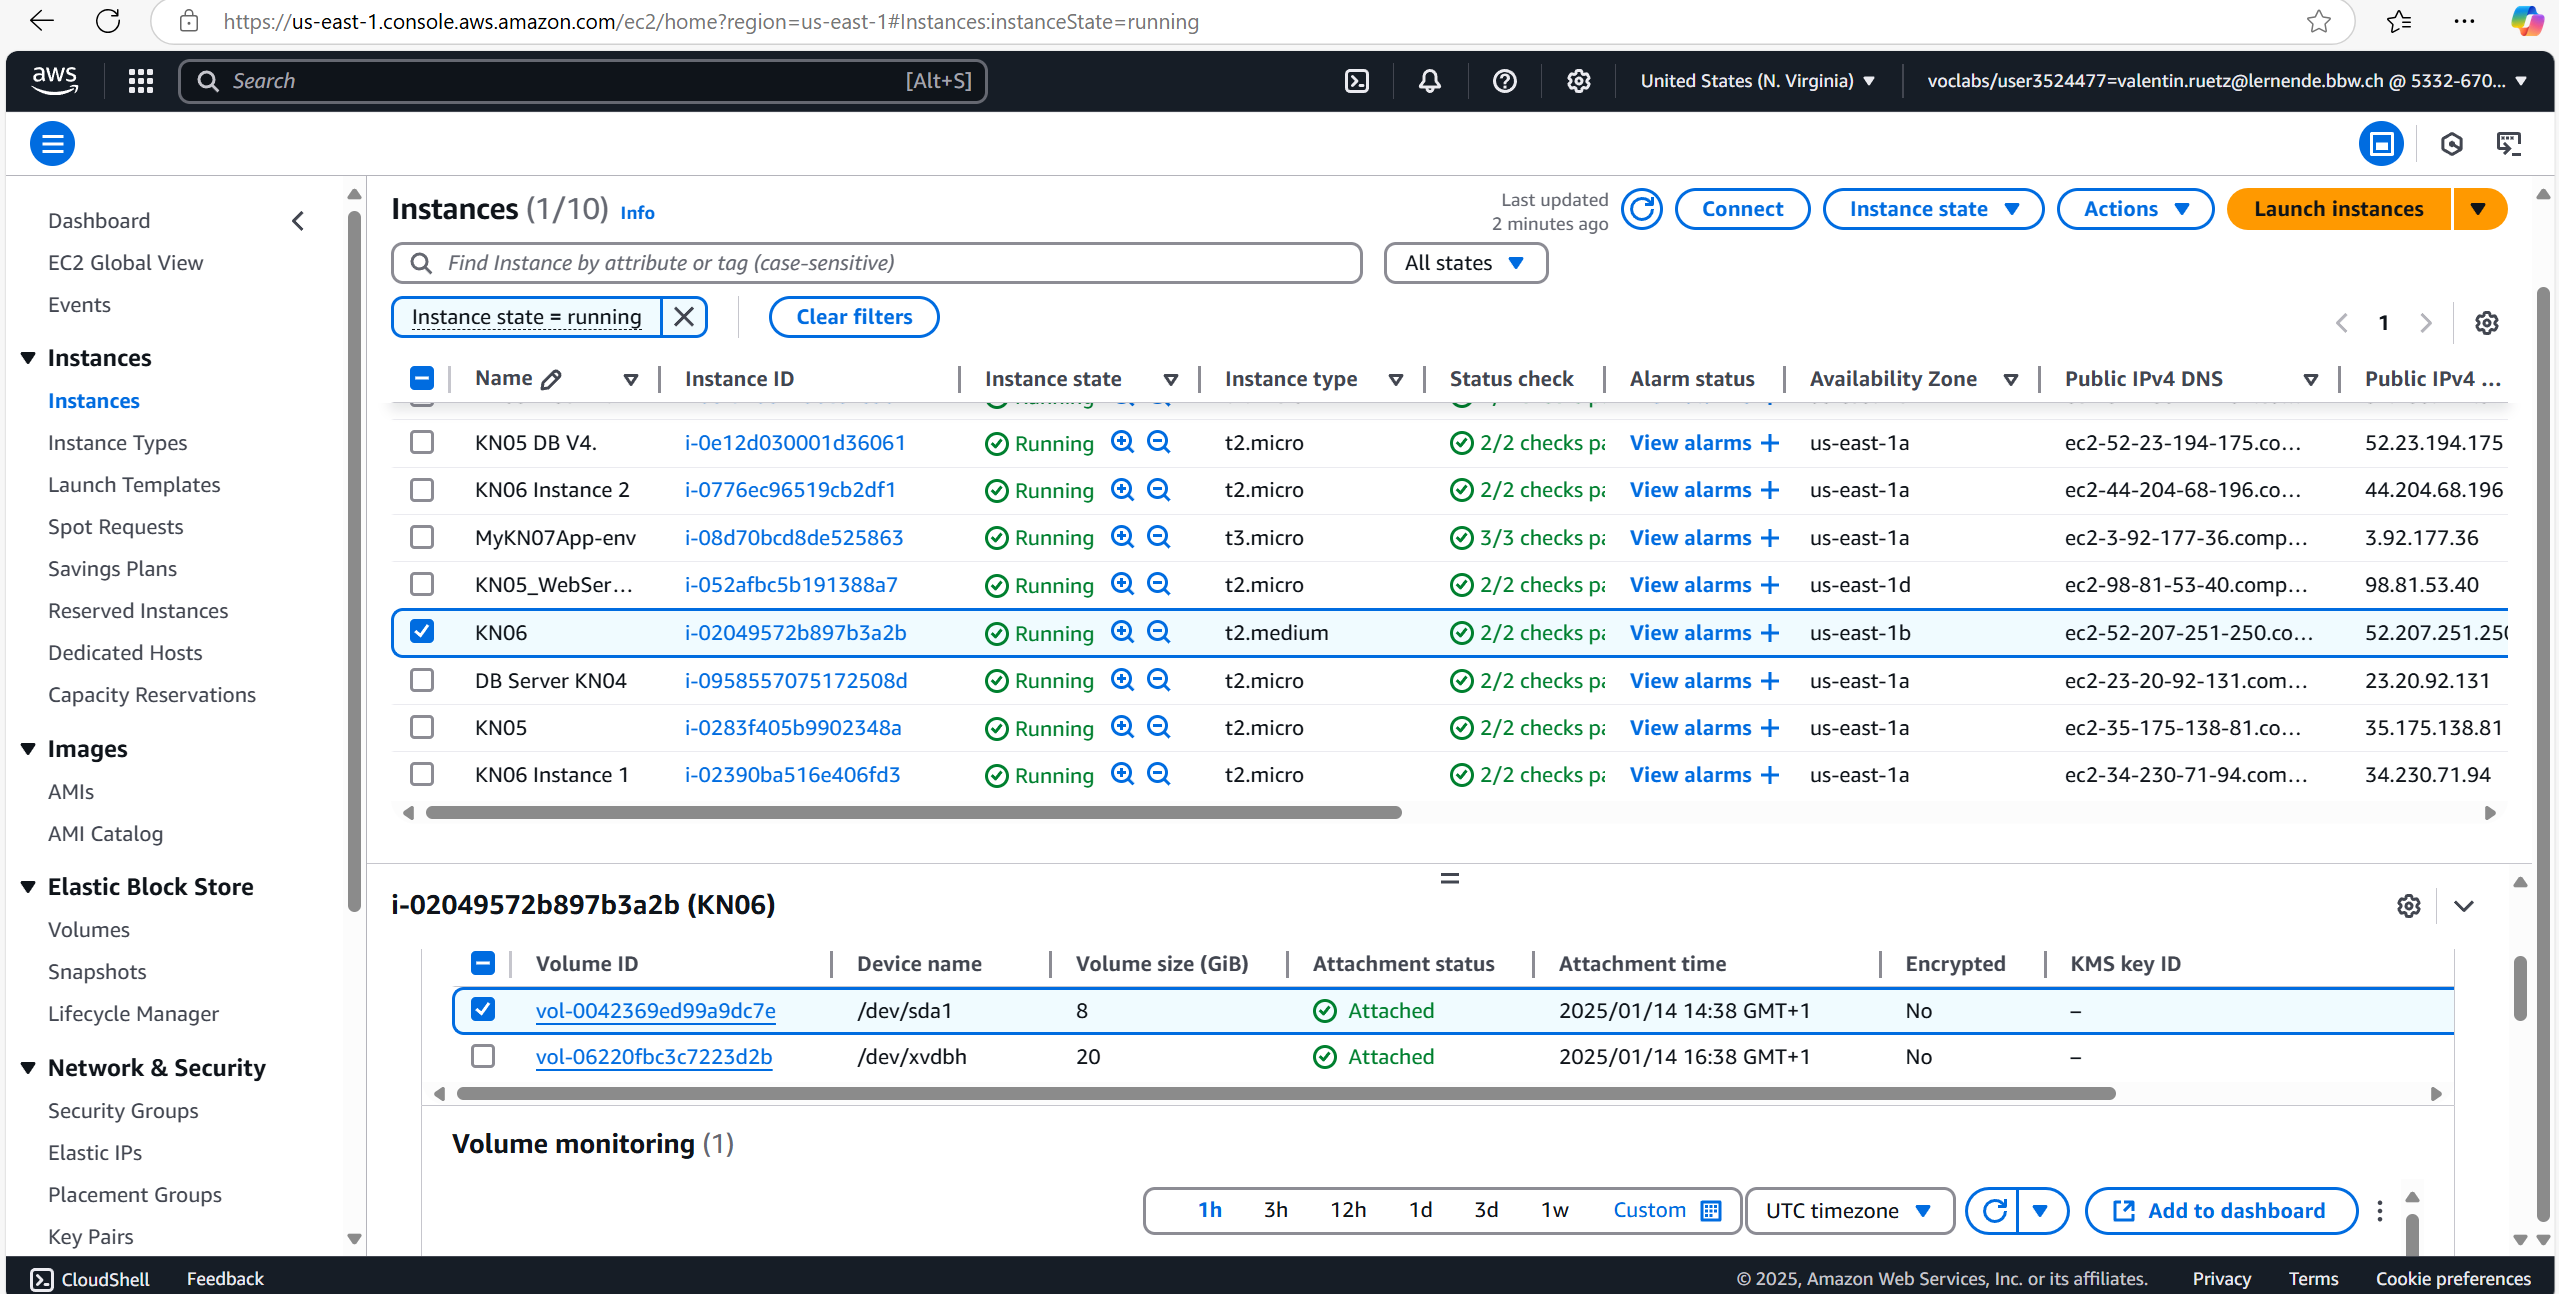 https://us-east-1.console.aws.amazon.com/ec2/home?region=us-east-1#Instances:instanceState=running
aws Search [Alt+S] United States (N. Virginia) voclabs/user3524477=valentin.ruetz@lernende.bbw.ch @ 5332-670...
Dashboard
EC2 Global View
Events
Instances
Instances
Instance Types
Launch Templates
Spot Requests
Savings Plans
Reserved Instances
Dedicated Hosts
Capacity Reservations
Images
AMIs
AMI Catalog
Elastic Block Store
Volumes
Snapshots
Lifecycle Manager
Network & Security
Security Groups
Elastic IPs
Placement Groups
Key Pairs
Instances (1/10) Info
Last updated
2 minutes ago
Connect Instance state Actions Launch instances
Find Instance by attribute or tag (case-sensitive) All states
Instance state = running Clear filters 1
Name Instance ID Instance state Instance type Status check Alarm status Availability Zone Public IPv4 DNS Public IPv4 ...
KN05 DB V4. i-0e12d030001d36061 Running t2.micro 2/2 checks pa View alarms + us-east-1a ec2-52-23-194-175.co... 52.23.194.175
KN06 Instance 2 i-0776ec96519cb2df1 Running t2.micro 2/2 checks pa View alarms + us-east-1a ec2-44-204-68-196.co... 44.204.68.196
MyKN07App-env i-08d70bcd8de525863 Running t3.micro 3/3 checks pa View alarms + us-east-1a ec2-3-92-177-36.comp... 3.92.177.36
KN05_WebSer... i-052afbc5b191388a7 Running t2.micro 2/2 checks pa View alarms + us-east-1d ec2-98-81-53-40.comp... 98.81.53.40
KN06 i-02049572b897b3a2b Running t2.medium 2/2 checks pa View alarms + us-east-1b ec2-52-207-251-250.co... 52.207.251.250
DB Server KN04 i-0958557075172508d Running t2.micro 2/2 checks pa View alarms + us-east-1a ec2-23-20-92-131.com... 23.20.92.131
KN05 i-0283f405b9902348a Running t2.micro 2/2 checks pa View alarms + us-east-1a ec2-35-175-138-81.co... 35.175.138.81
KN06 Instance 1 i-02390ba516e406fd3 Running t2.micro 2/2 checks pa View alarms + us-east-1a ec2-34-230-71-94.com... 34.230.71.94
i-02049572b897b3a2b (KN06)
Volume ID Device name Volume size (GiB) Attachment status Attachment time Encrypted KMS key ID
vol-0042369ed99a9dc7e /dev/sda1 8 Attached 2025/01/14 14:38 GMT+1 No –
vol-06220fbc3c7223d2b /dev/xvdbh 20 Attached 2025/01/14 16:38 GMT+1 No –
Volume monitoring (1)
1h 3h 12h 1d 3d 1w Custom UTC timezone Add to dashboard
CloudShell Feedback © 2025, Amazon Web Services, Inc. or its affiliates. Privacy Terms Cookie preferences